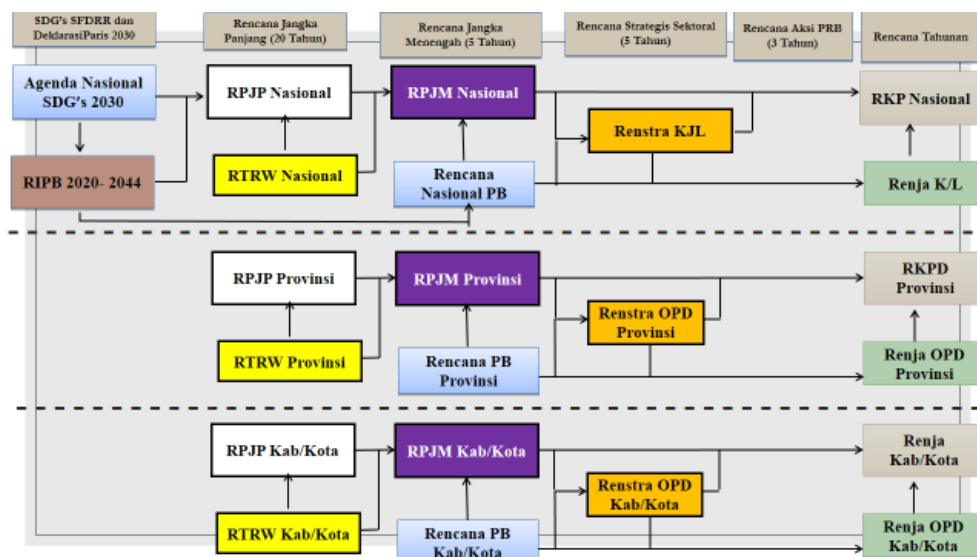 SDG's SFDRR dan
DeklarasiParis 2030
Rencana Jangka
Panjang (20 Tahun)
Rencana Jangka
Menengah (5 Tahun)
Rencana Strategis Sektoral
(5 Tahun)
Rencana Aksi PRB
(3 Tahun)
Rencana Tahunan
Agenda Nasional
SDG's 2030
RPJP Nasional
RPJM Nasional
RKP Nasional
Renstra KJL
RIPB 2020- 2044
RTRW Nasional
Rencana
Nasional PB
Renja K/L
RPJP Provinsi
RPJM Provinsi
RKPD
Provinsi
Renstra OPD
Provinsi
RTRW Provinsi
Rencana PB
Provinsi
Renja OPD
Provinsi
RPJP Kab/Kota
RPJM Kab/Kota
Renja
Kab/Kota
Renstra OPD
Kab/Kota
RTRW Kab/Kota
Rencana PB
Kab/Kota
Renja OPD
Kab/Kota